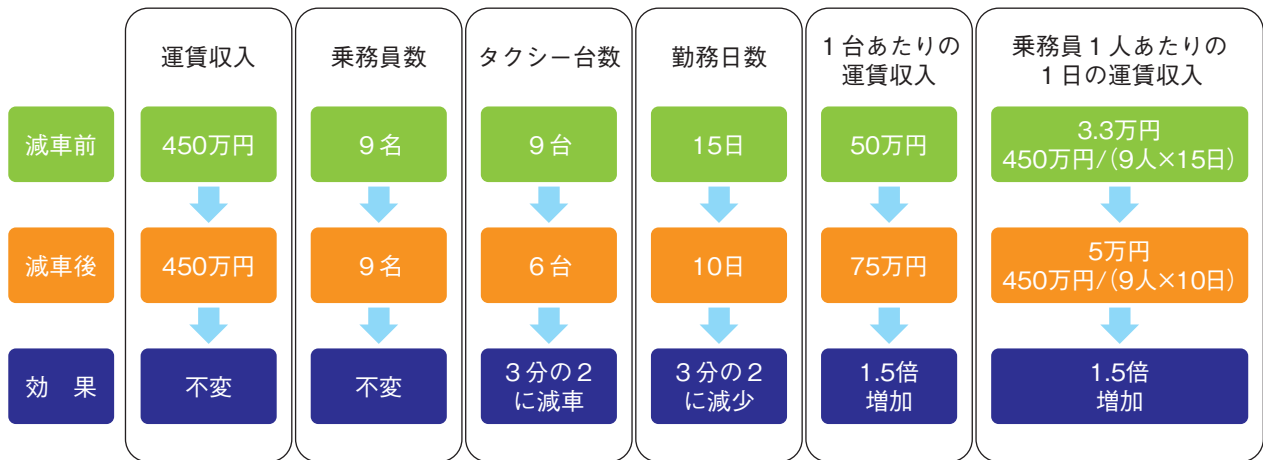 運賃収入
乗務員数
タクシー台数
勤務日数
1台あたりの
運賃収入
乗務員1人あたりの
1日の運賃収入
減車前
450万円
9名
9台
15日
50万円
3.3万円
450万円/(9人×15日)
減車後
450万円
9名
6台
10日
75万円
5万円
450万円/(9人×10日)
効　果
不変
不変
3分の2
に減車
3分の2
に減少
1.5倍
増加
1.5倍
増加